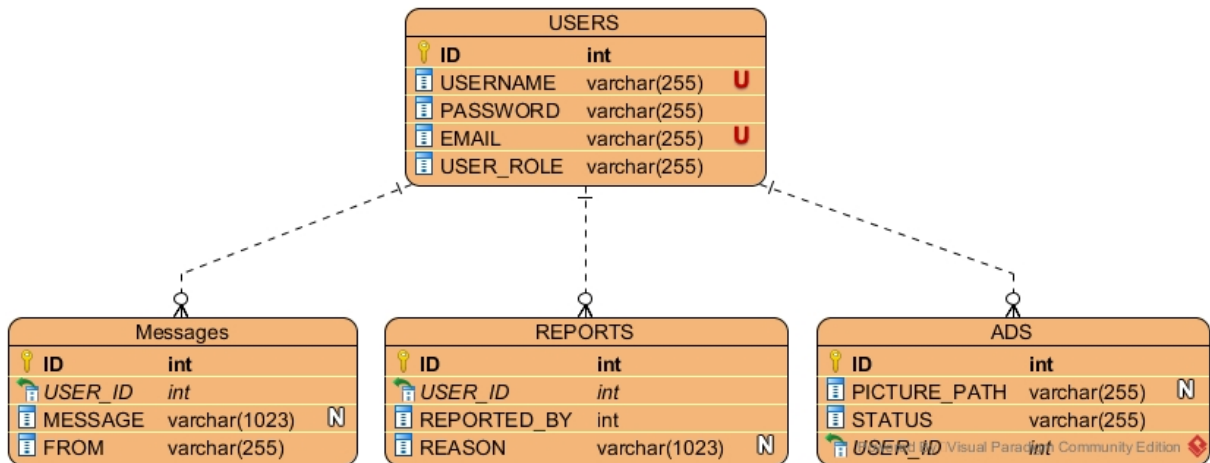 USERS
ID int
USERNAME varchar(255) U
PASSWORD varchar(255)
EMAIL varchar(255) U
USER_ROLE varchar(255)
Messages
ID int
USER_ID int
MESSAGE varchar(1023) N
FROM varchar(255)
REPORTS
ID int
USER_ID int
REPORTED_BY int
REASON varchar(1023) N
ADS
ID int
PICTURE_PATH varchar(255) N
STATUS varchar(255)
USER_ID int
Powered By Visual Paradigm Community Edition